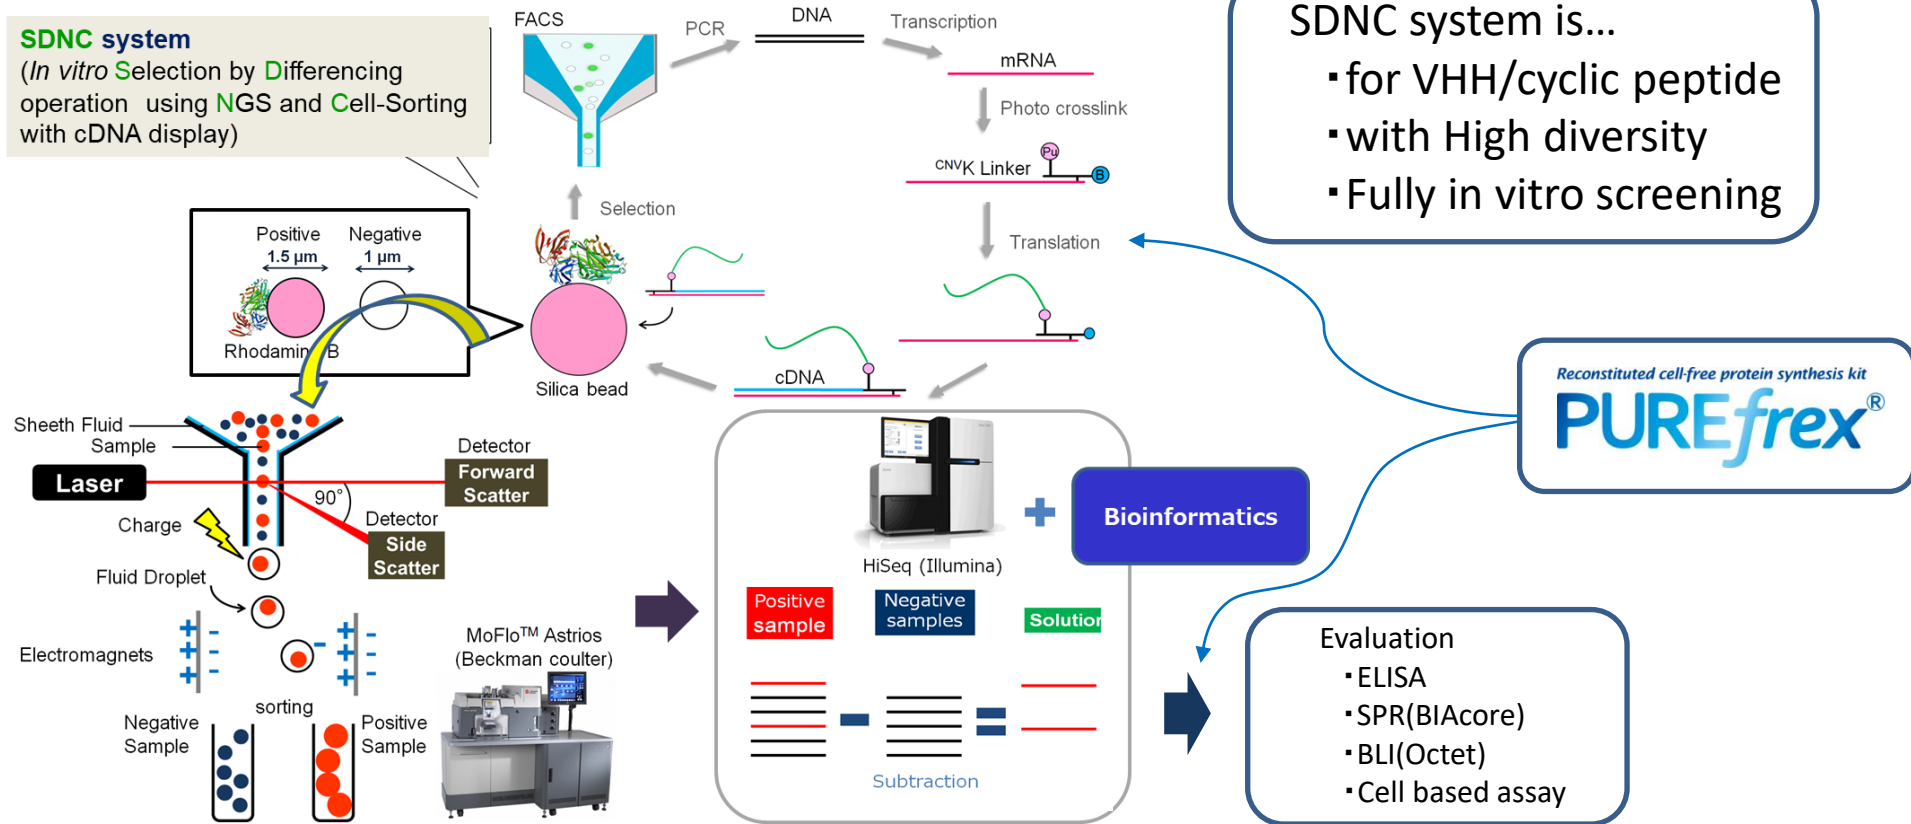 SDNC system
(In vitro Selection by Differencing
operation using NGS and Cell-Sorting
with cDNA display)
FACS
PCR
DNA
Transcription
mRNA
Photo crosslink
Pu
CNVK Linker
B
Translation
Selection
Positive
1.5 µm
Negative
1 µm
Rhodamin B
Silica bead
cDNA
SDNC system is...
・for VHH/cyclic peptide
・with High diversity
・Fully in vitro screening
Reconstituted cell-free protein synthesis kit
PUREfrex®
Sheeth Fluid
Sample
Laser
Detector
Forward
Scatter
90°
Detector
Side
Scatter
Charge
Fluid Droplet
Electromagnets
+ -
+ -
+ -
-
+ -
+ -
+ -
sorting
Negative
Sample
Positive
Sample
MoFlo™ Astrios
(Beckman coulter)
HiSeq (Illumina)
+
Bioinformatics
Positive
sample
Negative
samples
Solution
- =
Subtraction
Evaluation
・ELISA
・SPR(BIAcore)
・BLI(Octet)
・Cell based assay